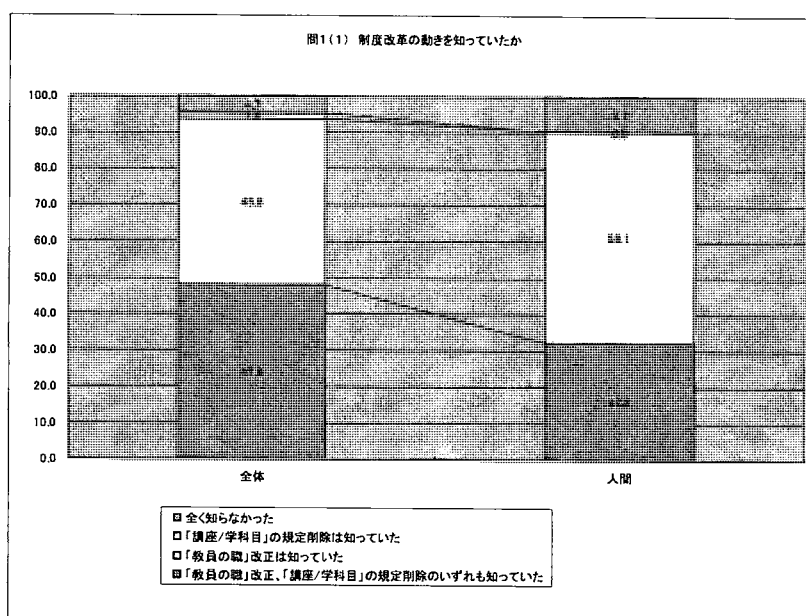 問1(1) 制度改革の動きを知っていたか
100.0
90.0
80.0
70.0
60.0
50.0
40.0
30.0
20.0
10.0
0.0
全体
人間
全く知らなかった
「講座/学科目」の規定削除は知っていた
「教員の職」改正は知っていた
「教員の職」改正、「講座/学科目」の規定削除のいずれも知っていた